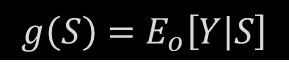 g(S) = E_o[Y|S]